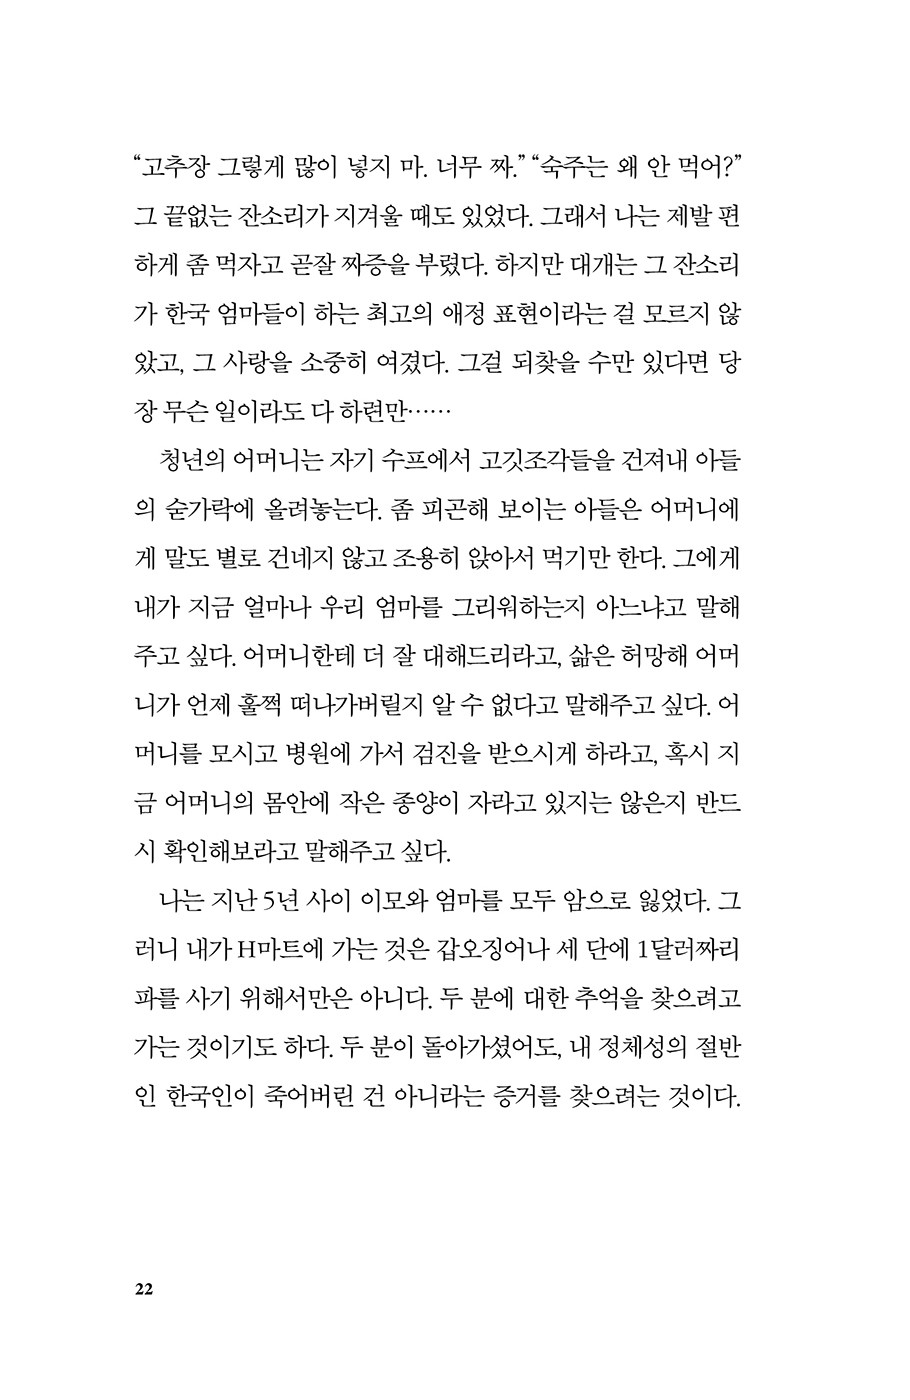 “고추장 그렇게 많이 넣지 마. 너무 짜.” “숙주는 왜 안 먹어?”
그 끝없는 잔소리가 지겨울 때도 있었다. 그래서 나는 제발 편
하게 좀 먹자고 곧잘 짜증을 부렸다. 하지만 대개는 그 잔소리
가 한국 엄마들이 하는 최고의 애정 표현이라는 걸 모르지 않
았고, 그 사랑을 소중히 여겼다. 그걸 되찾을 수만 있다면 당
장 무슨 일이라도 다 하련만……
청년의 어머니는 자기 수프에서 고깃조각들을 건져내 아들
의 숟가락에 올려놓는다. 좀 피곤해 보이는 아들은 어머니에
게 말도 별로 건네지 않고 조용히 앉아서 먹기만 한다. 그에게
내가 지금 얼마나 우리 엄마를 그리워하는지 아느냐고 말해
주고 싶다. 어머니한테 더 잘 대해드리라고, 삶은 허망해 어머
니가 언제 훌쩍 떠나가버릴지 알 수 없다고 말해주고 싶다. 어
머니를 모시고 병원에 가서 검진을 받으시게 하라고, 혹시 지
금 어머니의 몸안에 작은 종양이 자라고 있지는 않은지 반드
시 확인해보라고 말해주고 싶다.
나는 지난 5년 사이 이모와 엄마를 모두 암으로 잃었다. 그
러니 내가 H마트에 가는 것은 갑오징어나 세 단에 1달러짜리
파를 사기 위해서만은 아니다. 두 분에 대한 추억을 찾으려고
가는 것이기도 하다. 두 분이 돌아가셨어도, 내 정체성의 절반
인 한국인이 죽어버린 건 아니라는 증거를 찾으려는 것이다.
22